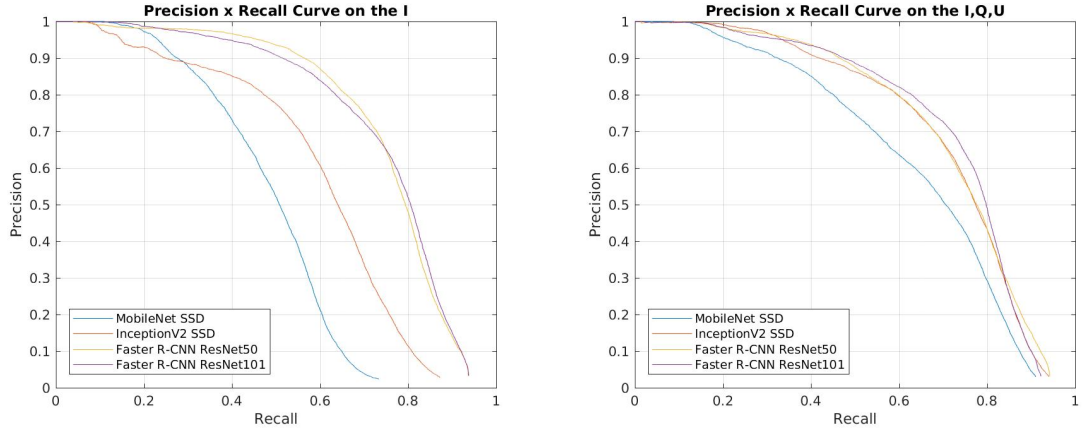 Precision x Recall Curve on the I
1
0.9
0.8
0.7
0.6
0.5
0.4
0.3
0.2
0.1
0
Precision
MobileNet SSD
InceptionV2 SSD
Faster R-CNN ResNet50
Faster R-CNN ResNet101
0 0.2 0.4 0.6 0.8 1
Recall
Precision x Recall Curve on the I,Q,U
1
0.9
0.8
0.7
0.6
0.5
0.4
0.3
0.2
0.1
0
Precision
MobileNet SSD
InceptionV2 SSD
Faster R-CNN ResNet50
Faster R-CNN ResNet101
0 0.2 0.4 0.6 0.8 1
Recall